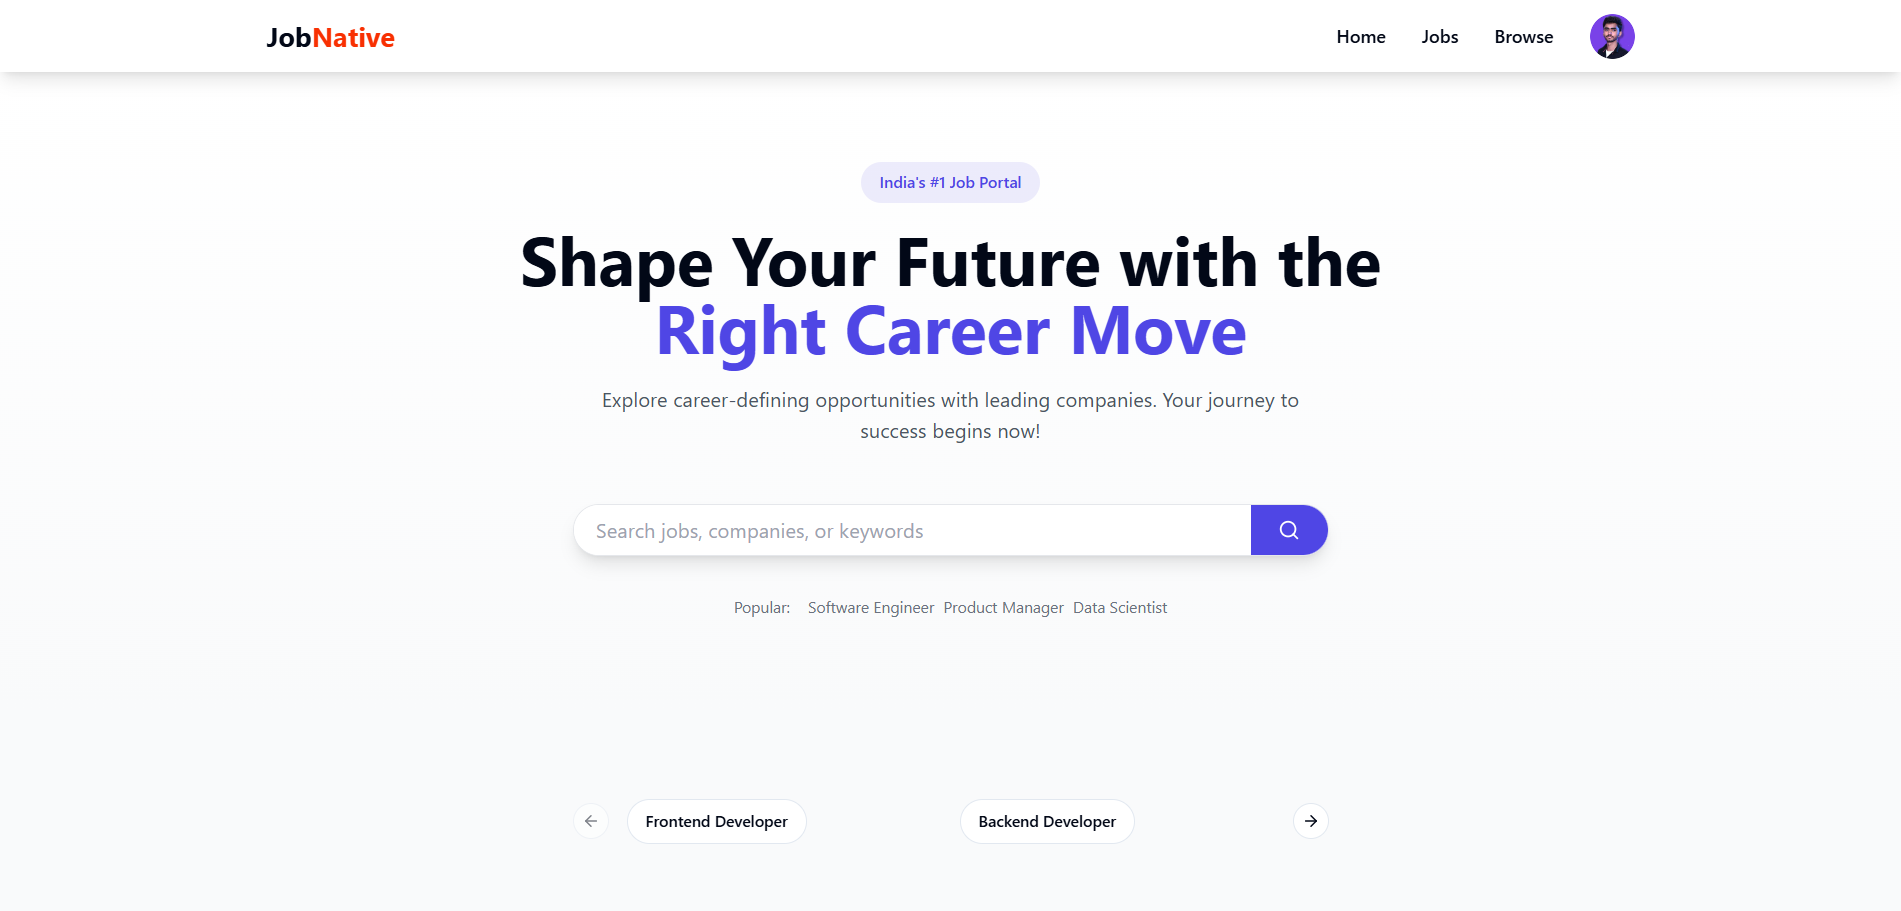 JobNative
Home Jobs Browse
India's #1 Job Portal
Shape Your Future with the
Right Career Move
Explore career-defining opportunities with leading companies. Your journey to
success begins now!
Search jobs, companies, or keywords
Popular: Software Engineer Product Manager Data Scientist
Frontend Developer Backend Developer